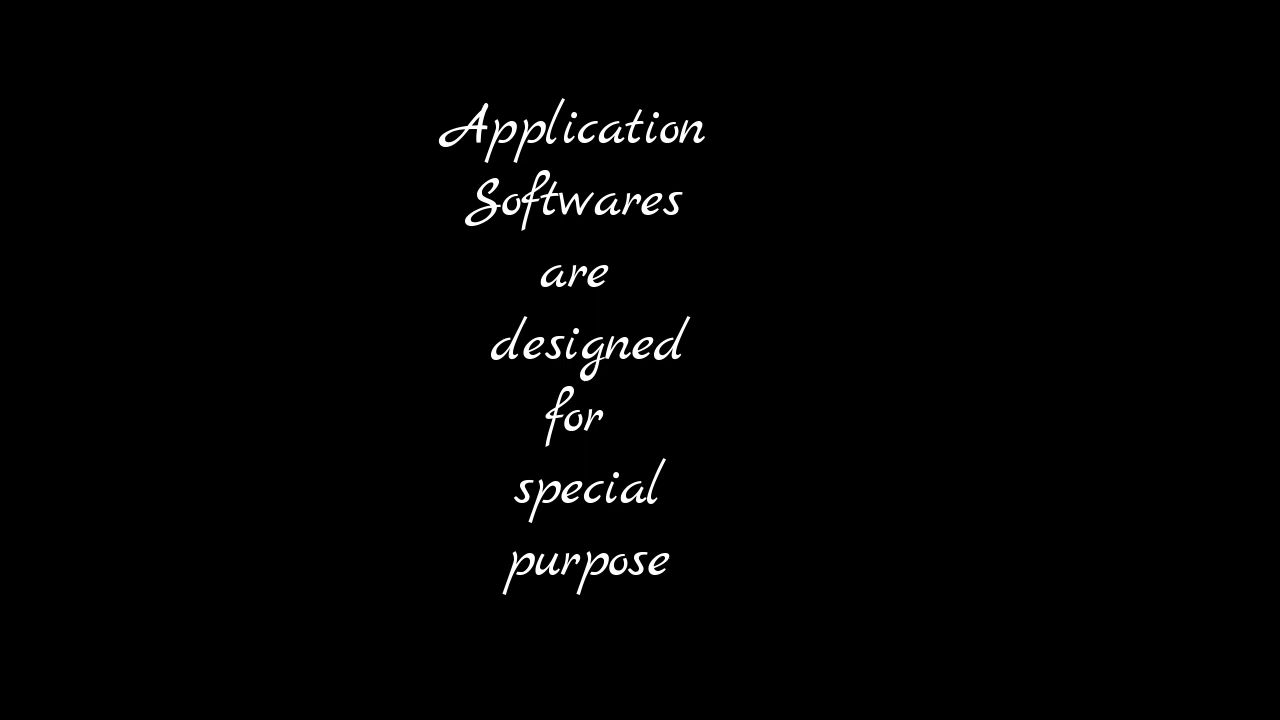 Application
Softwares
are
designed
for
special
purpose